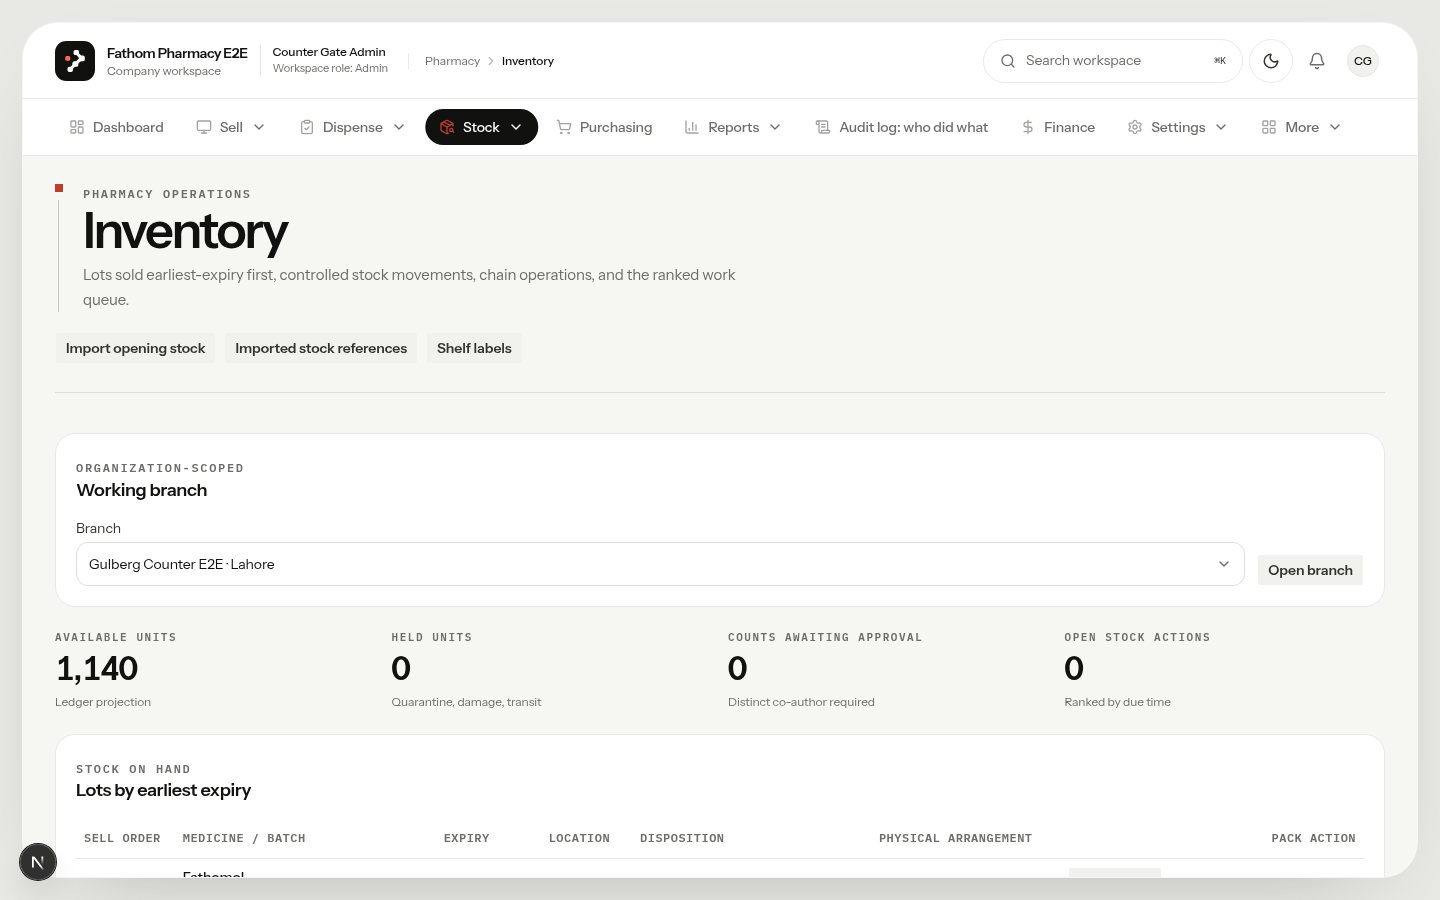 Fathom Pharmacy E2E
Company workspace
Counter Gate Admin
Workspace role: Admin
Pharmacy > Inventory
Search workspace
⌘K
CG
Dashboard
Sell
Dispense
Stock
Purchasing
Reports
Audit log: who did what
Finance
Settings
More
PHARMACY OPERATIONS
Inventory
Lots sold earliest-expiry first, controlled stock movements, chain operations, and the ranked work
queue.
Import opening stock
Imported stock references
Shelf labels
ORGANIZATION-SCOPED
Working branch
Branch
Gulberg Counter E2E · Lahore
Open branch
AVAILABLE UNITS
1,140
Ledger projection
HELD UNITS
0
Quarantine, damage, transit
COUNTS AWAITING APPROVAL
0
Distinct co-author required
OPEN STOCK ACTIONS
0
Ranked by due time
STOCK ON HAND
Lots by earliest expiry
SELL ORDER
MEDICINE / BATCH
EXPIRY
LOCATION
DISPOSITION
PHYSICAL ARRANGEMENT
PACK ACTION
Fathomol
N